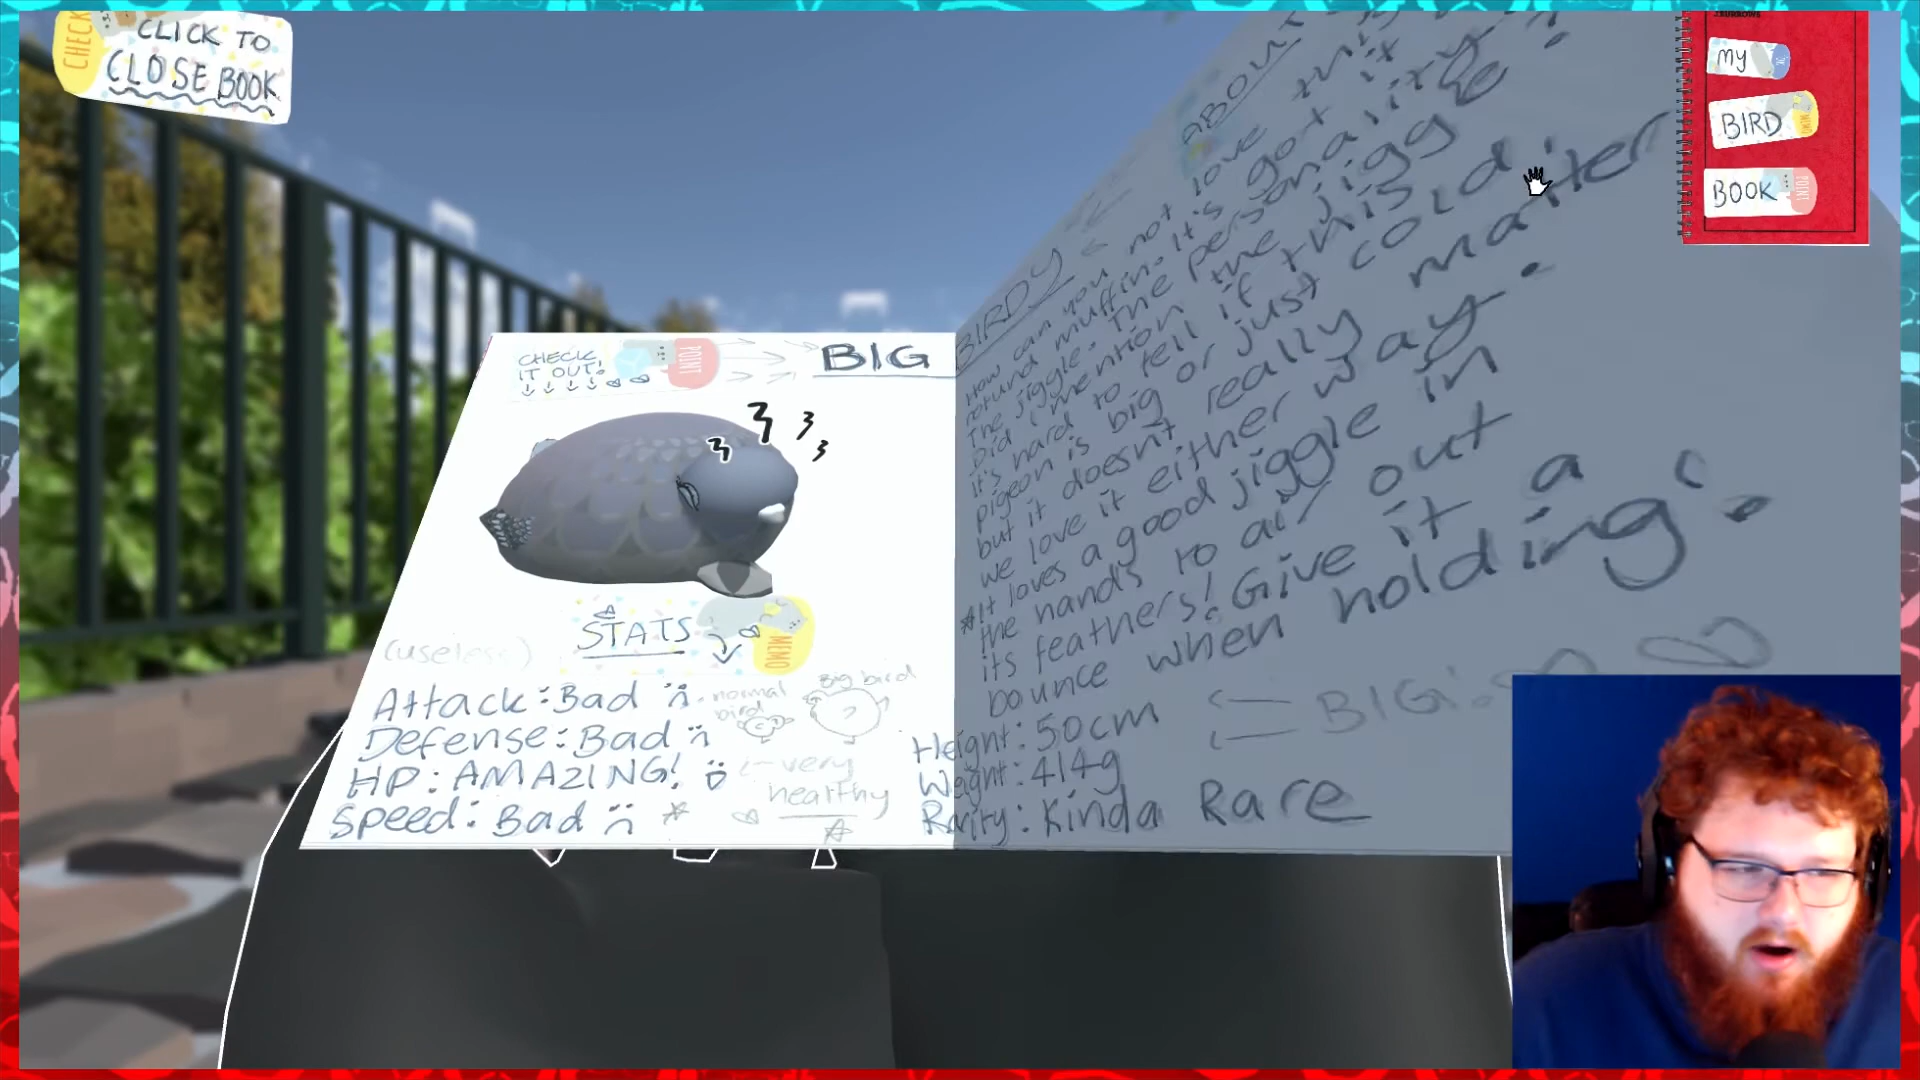 CHECK
CLICK TO
CLOSE BOOK
MY
BIRD
MEMO
BOOK
POINT
CHECK
IT OUT!
POINT
BIG
STATS
MEMO
(useless)
Attack: Bad
Defense: Bad
HP: AMAZING!
Speed: Bad
normal
bird
Big bird
very
healthy
ABOUT
BIRDY
How can you not love this
rotund muffin. It's got it
The jiggle. The personality.
Did I mention the jiggle
it's hard to tell if this
pigeon is big or just cold
but it doesn't really matter
we love it either way.
*It loves a good jiggle in
the hands to air out
its feathers! Give it a
bounce when holding.
Height: 50cm
BIG
Weight: 414g
Rarity: Kinda Rare